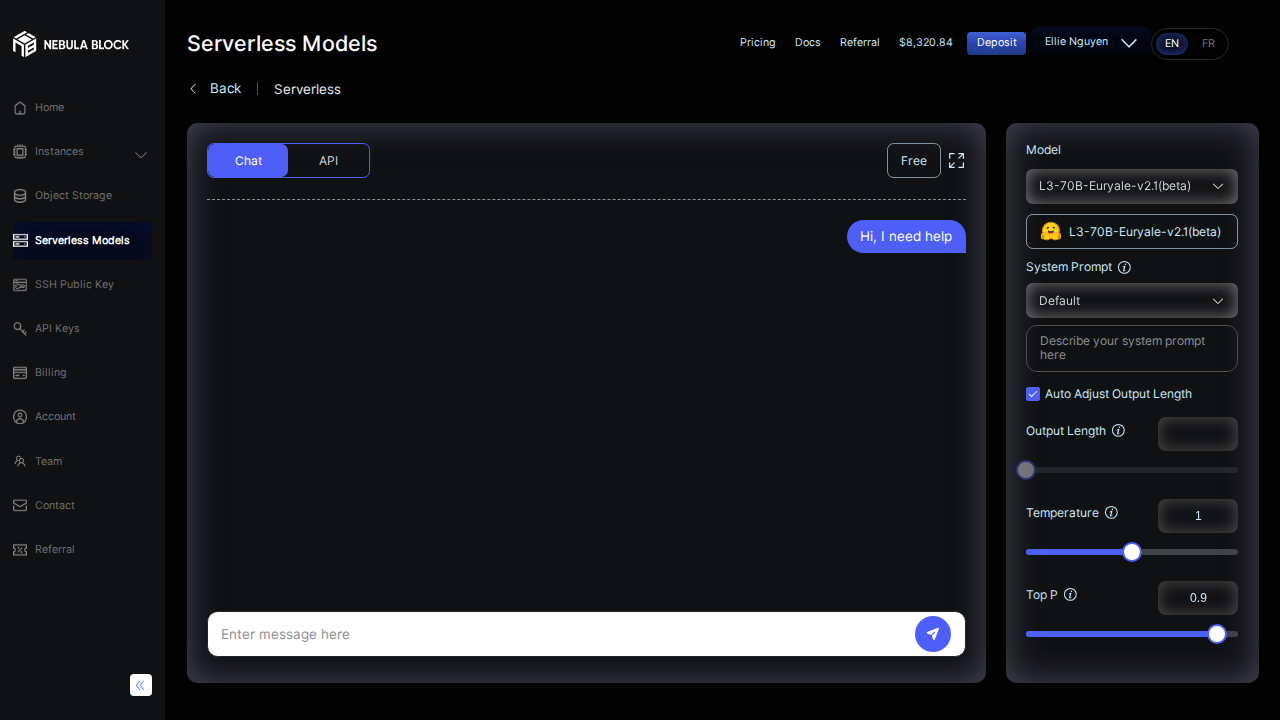 NEBULA BLOCK
Home
Instances
Object Storage
Serverless Models
SSH Public Key
API Keys
Billing
Account
Team
Contact
Referral
Serverless Models
Pricing
Docs
Referral
$8,320.84
Deposit
Ellie Nguyen
EN
FR
Back
Serverless
Chat
API
Free
Hi, I need help
Enter message here
Model
L3-70B-Euryale-v2.1(beta)
L3-70B-Euryale-v2.1(beta)
System Prompt
Default
Describe your system prompt
here
Auto Adjust Output Length
Output Length
Temperature
1
Top P
0.9